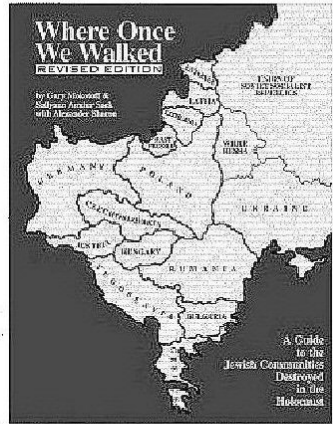 Where Once
We Walked
REVISED EDITION
by Gary Mokotoff &
Sallyann Amdur Sack
with Alexander Sharon
ESTONIA
LATVIA
LITHUANIA
EAST
PRUSSIA
UNION OF
SOVIET SOCIALIST
REPUBLICS
WHITE
RUSSIA
GERMANY
POLAND
UKRAINE
CZECHOSLOVAKIA
AUSTRIA
HUNGARY
RUMANIA
YUGOSLAVIA
BULGARIA
A Guide
to the
Jewish Communities
Destroyed
in the
Holocaust